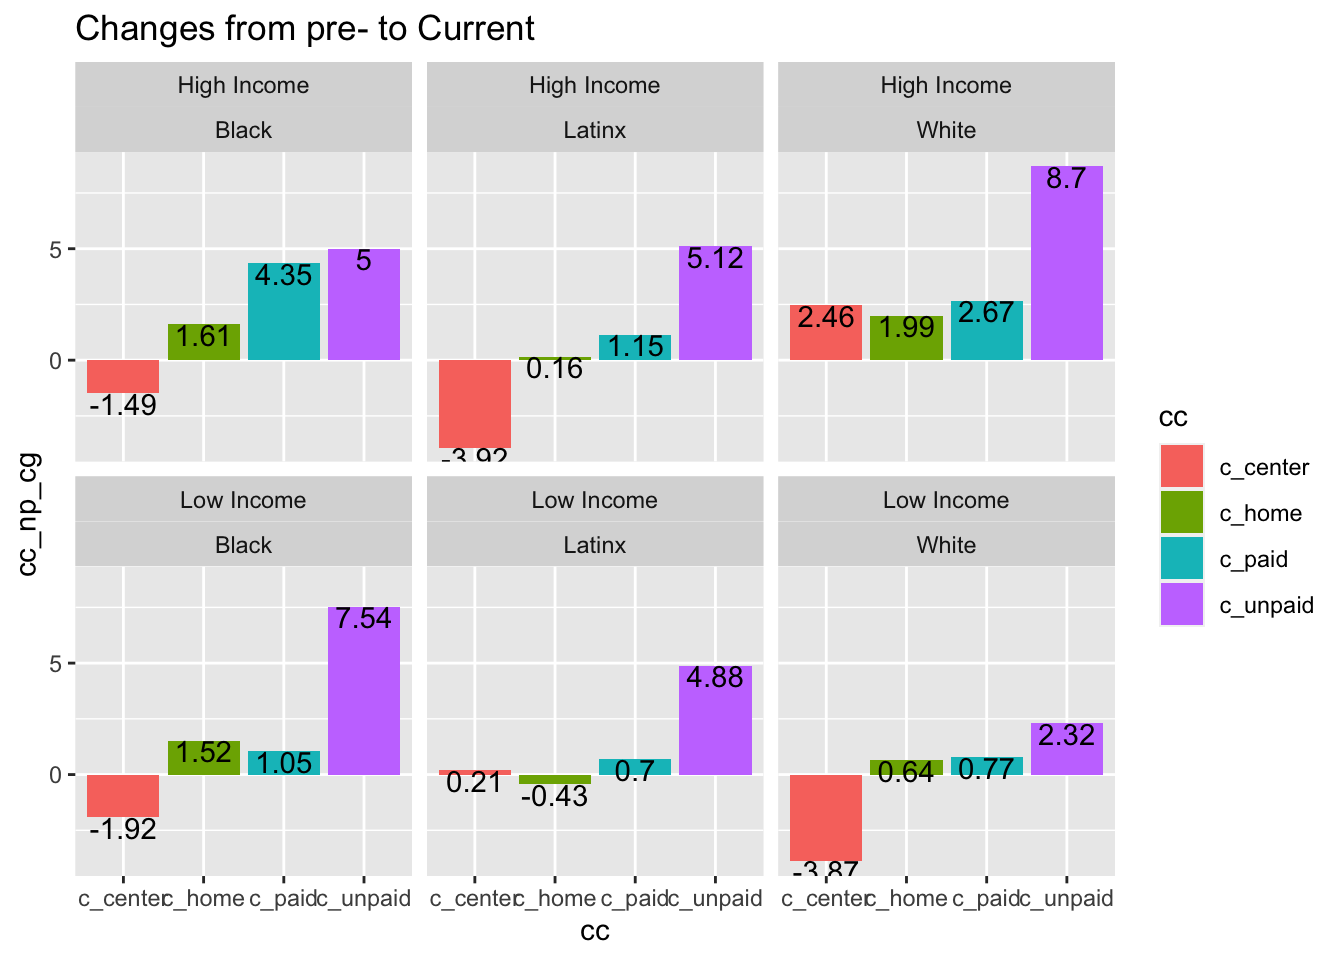 Changes from pre- to Current
High Income
Black
High Income
Latinx
High Income
White
cc_np_cg
5
0
-1.49
1.61
4.35
5
-3.92
0.16
1.15
5.12
2.46
1.99
2.67
8.7
Low Income
Black
Low Income
Latinx
Low Income
White
5
0
-1.92
1.52
1.05
7.54
0.21
-0.43
0.7
4.88
-3.87
0.64
0.77
2.32
c_center c_home c_paid c_unpaid
c_center c_home c_paid c_unpaid
c_center c_home c_paid c_unpaid
cc
cc
c_center
c_home
c_paid
c_unpaid